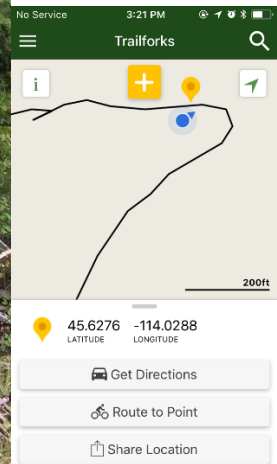 No Service 3:21 PM
Trailforks
i
+
200ft
45.6276 -114.0288
LATITUDE LONGITUDE
Get Directions
Route to Point
Share Location